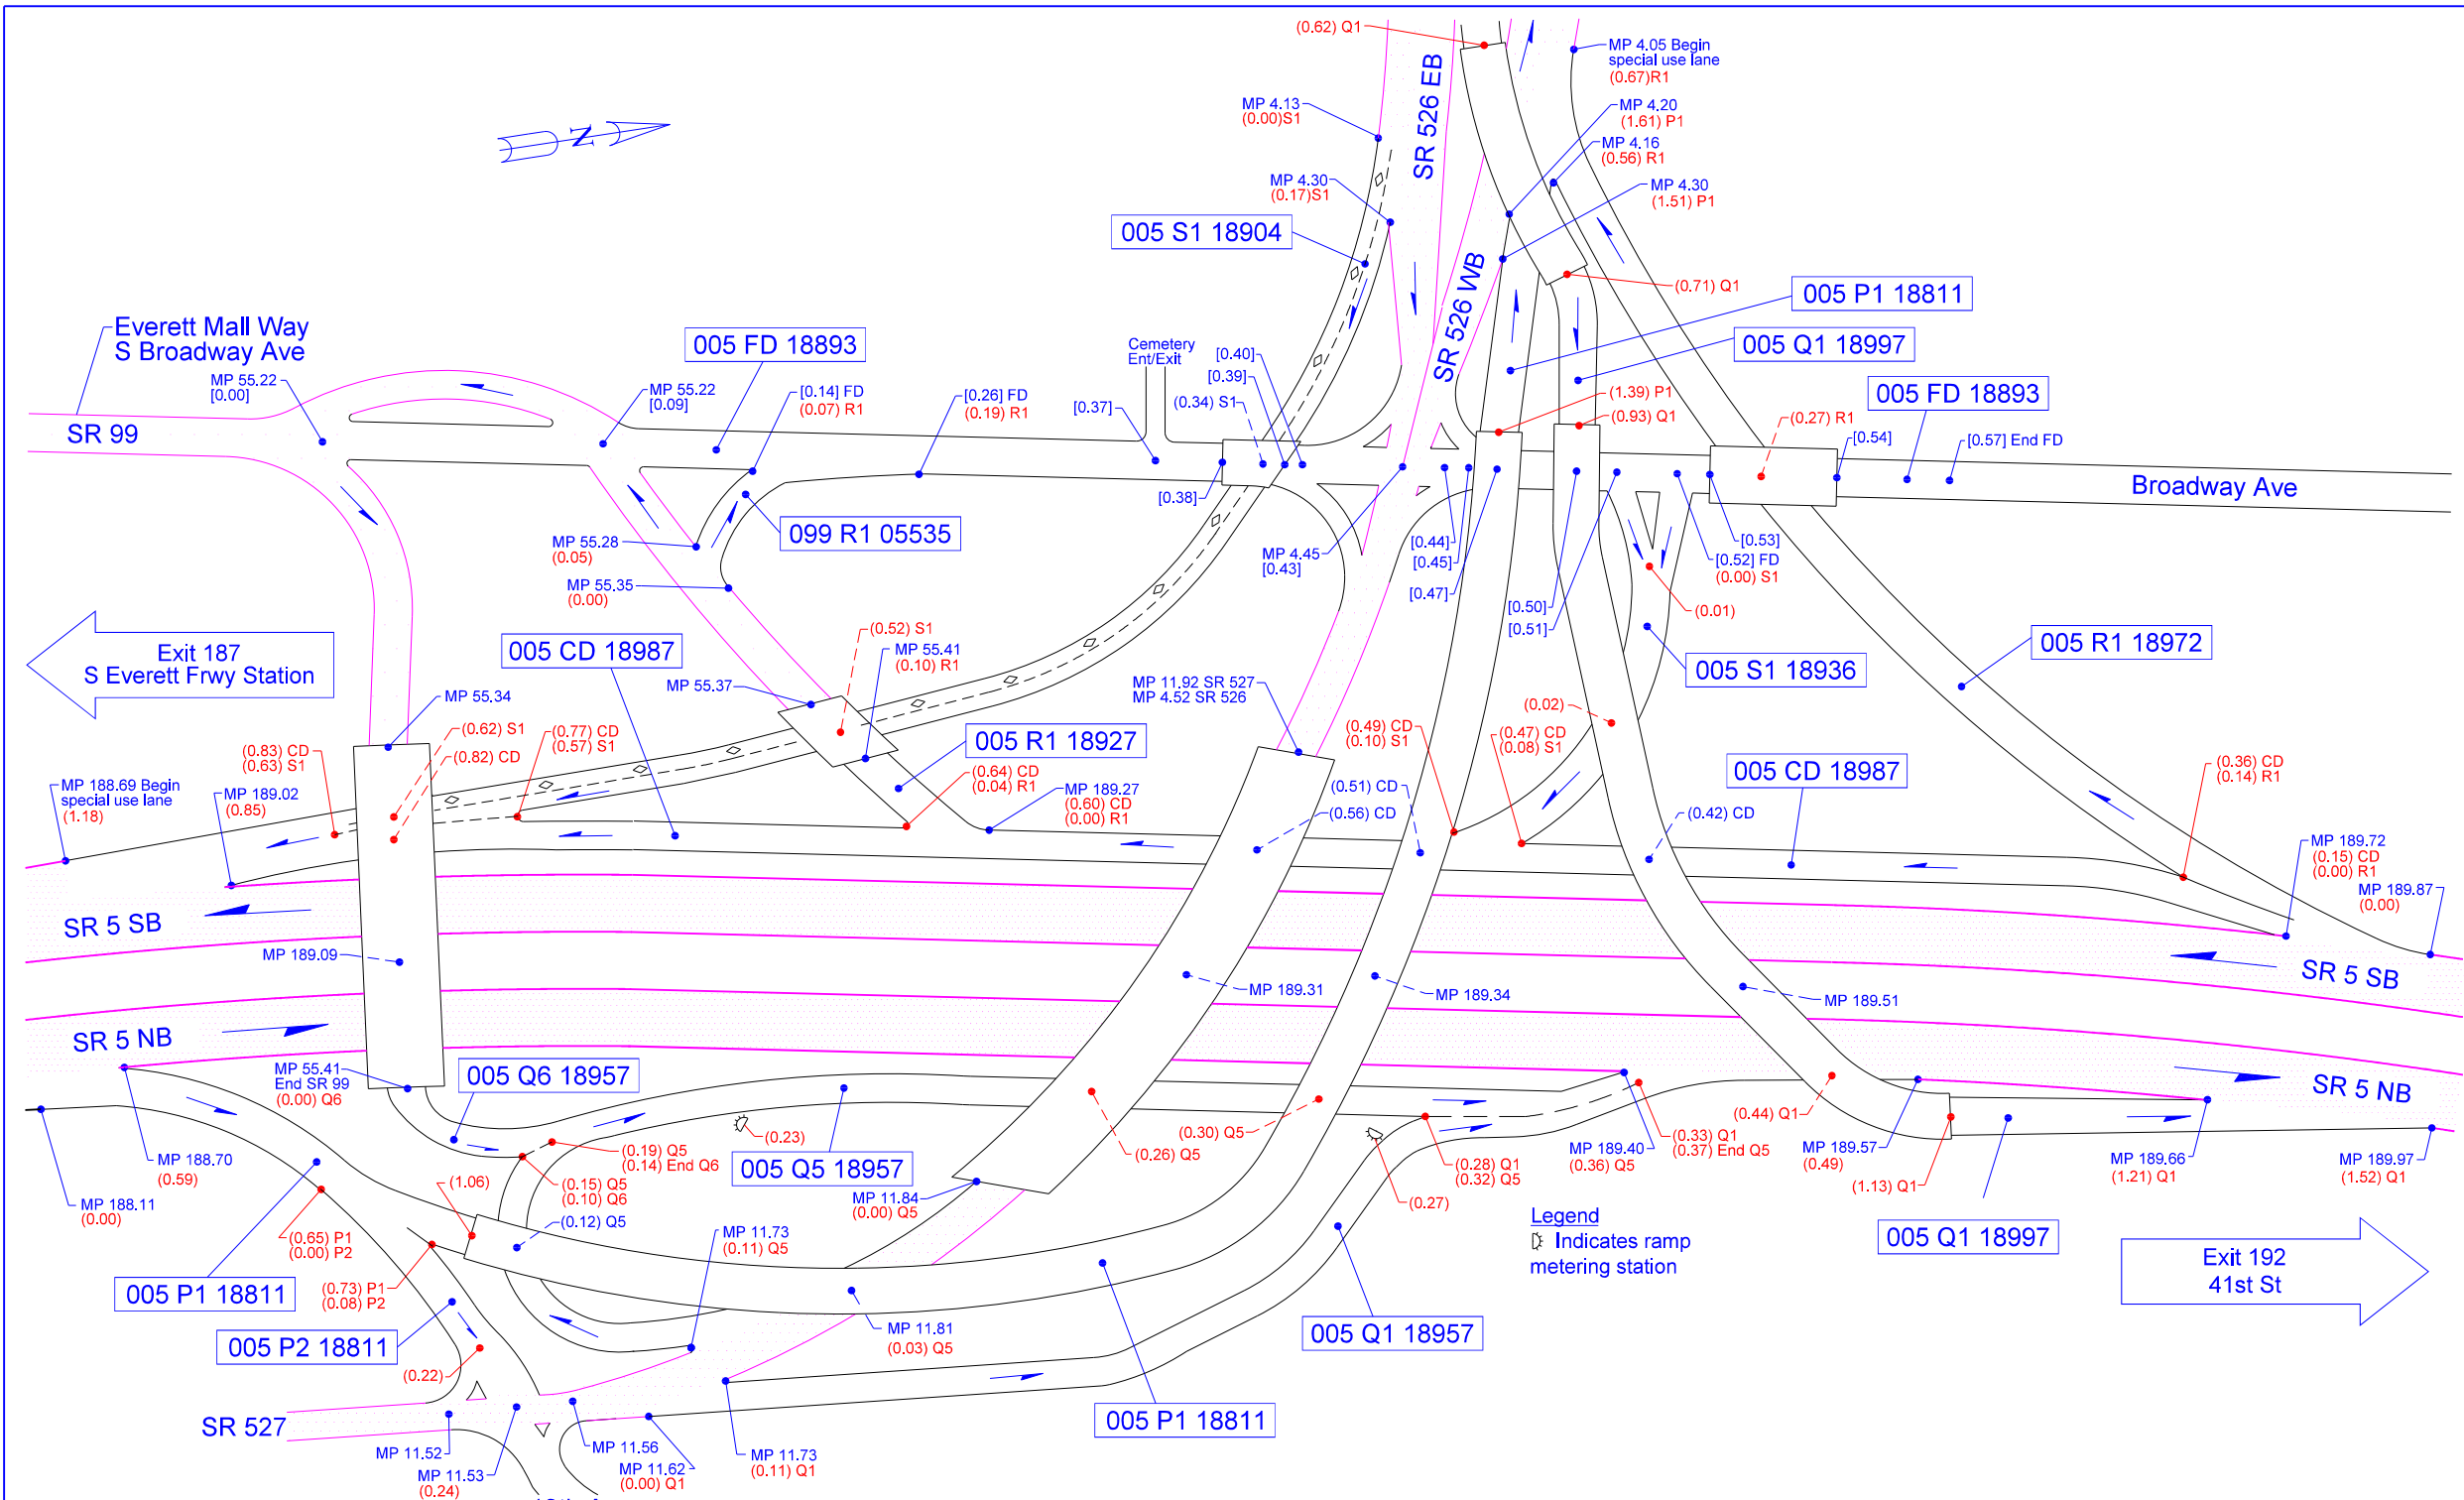 (0.62) Q1
MP 4.05 Begin
special use lane
(0.67)R1
SR 526 EB
MP 4.13
(0.00)S1
MP 4.20
(1.61) P1
N
MP 4.16
(0.56) R1
MP 4.30
(0.17)S1
MP 4.30
(1.51) P1
005 S1 18904
SR 526 WB
(0.71) Q1
005 P1 18811
Everett Mall Way
S Broadway Ave
005 FD 18893
Cemetery
Ent/Exit
[0.40]
005 Q1 18997
MP 55.22
[0.00]
MP 55.22
[0.09]
[0.14] FD
(0.07) R1
[0.26] FD
(0.19) R1
[0.37]
[0.39]
(0.34) S1
(1.39) P1
(0.93) Q1
(0.27) R1
005 FD 18893
SR 99
[0.54]
[0.57] End FD
[0.38]
Broadway Ave
099 R1 05535
MP 55.28
(0.05)
MP 4.45
[0.43]
[0.44]
[0.45]
[0.53]
[0.52] FD
(0.00) S1
MP 55.35
(0.00)
[0.47]
[0.50]
[0.51]
(0.01)
Exit 187
S Everett Frwy Station
005 CD 18987
(0.52) S1
MP 55.41
(0.10) R1
005 R1 18972
005 S1 18936
MP 55.37
MP 11.92 SR 527
MP 4.52 SR 526
MP 55.34
(0.02)
(0.62) S1
(0.82) CD
(0.77) CD
(0.57) S1
(0.83) CD
(0.63) S1
005 R1 18927
(0.49) CD
(0.10) S1
(0.47) CD
(0.08) S1
005 CD 18987
(0.36) CD
(0.14) R1
MP 188.69 Begin
special use lane
(1.18)
MP 189.02
(0.85)
(0.64) CD
(0.04) R1
MP 189.27
(0.60) CD
(0.00) R1
(0.51) CD
(0.56) CD
(0.42) CD
MP 189.72
(0.15) CD
(0.00) R1
MP 189.87
(0.00)
SR 5 SB
MP 189.09
MP 189.31
MP 189.34
MP 189.51
SR 5 SB
SR 5 NB
SR 5 NB
MP 55.41
End SR 99
(0.00) Q6
005 Q6 18957
(0.23)
(0.19) Q5
(0.14) End Q6
005 Q5 18957
(0.26) Q5
(0.30) Q5
MP 189.40
(0.36) Q5
(0.33) Q1
(0.37) End Q5
(0.44) Q1
MP 189.57
(0.49)
MP 189.66
(1.21) Q1
MP 189.97
(1.52) Q1
MP 188.70
(0.59)
MP 188.11
(0.00)
(1.06)
(0.15) Q5
(0.10) Q6
MP 11.84
(0.00) Q5
(0.28) Q1
(0.32) Q5
(0.27)
(1.13) Q1
(0.12) Q5
(0.65) P1
(0.00) P2
MP 11.73
(0.11) Q5
Legend
Indicates ramp
metering station
005 Q1 18997
005 P1 18811
(0.73) P1
(0.08) P2
Exit 192
41st St
MP 11.81
(0.03) Q5
005 Q1 18957
005 P2 18811
(0.22)
005 P1 18811
SR 527
MP 11.52
MP 11.53
(0.24)
MP 11.56
MP 11.62
(0.00) Q1
MP 11.73
(0.11) Q1